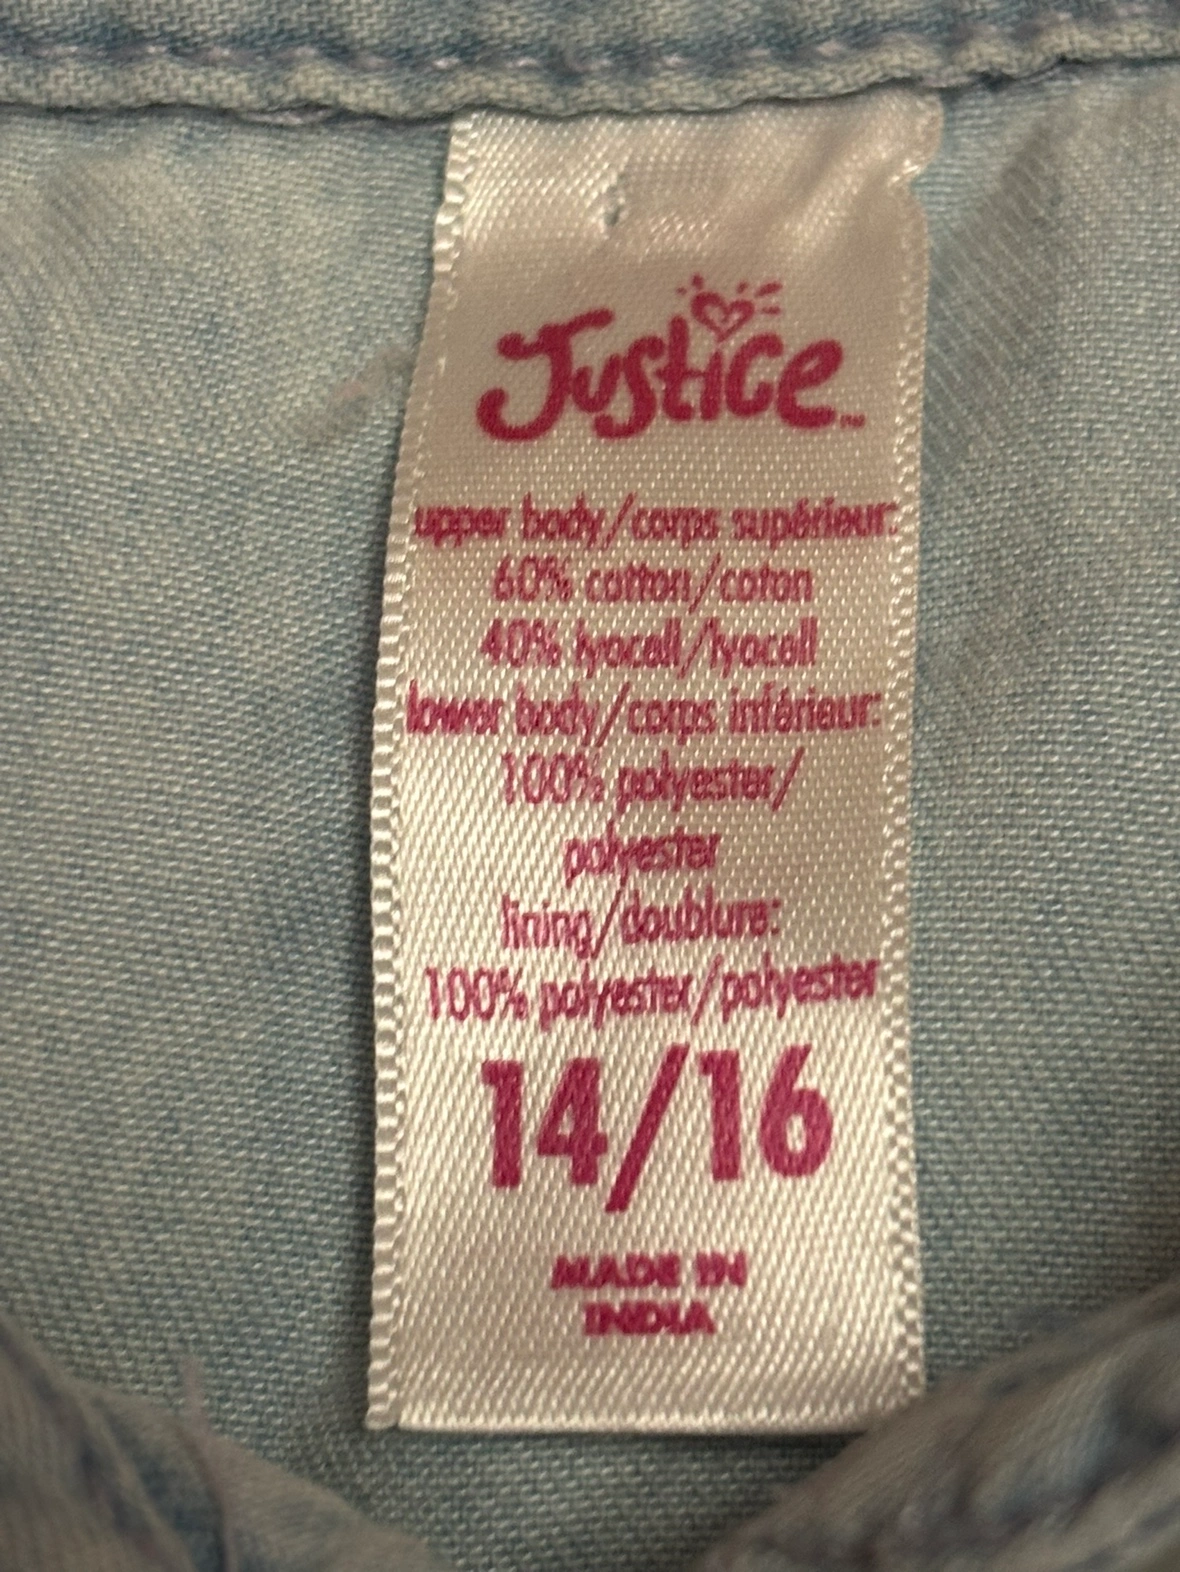 Justice™
upper body/corps supérieur:
60% cotton/coton
40% lyocell/lyocell
lower body/corps inférieur:
100% polyester/
polyester
lining/doublure:
100% polyester/polyester
14/16
MADE IN
INDIA